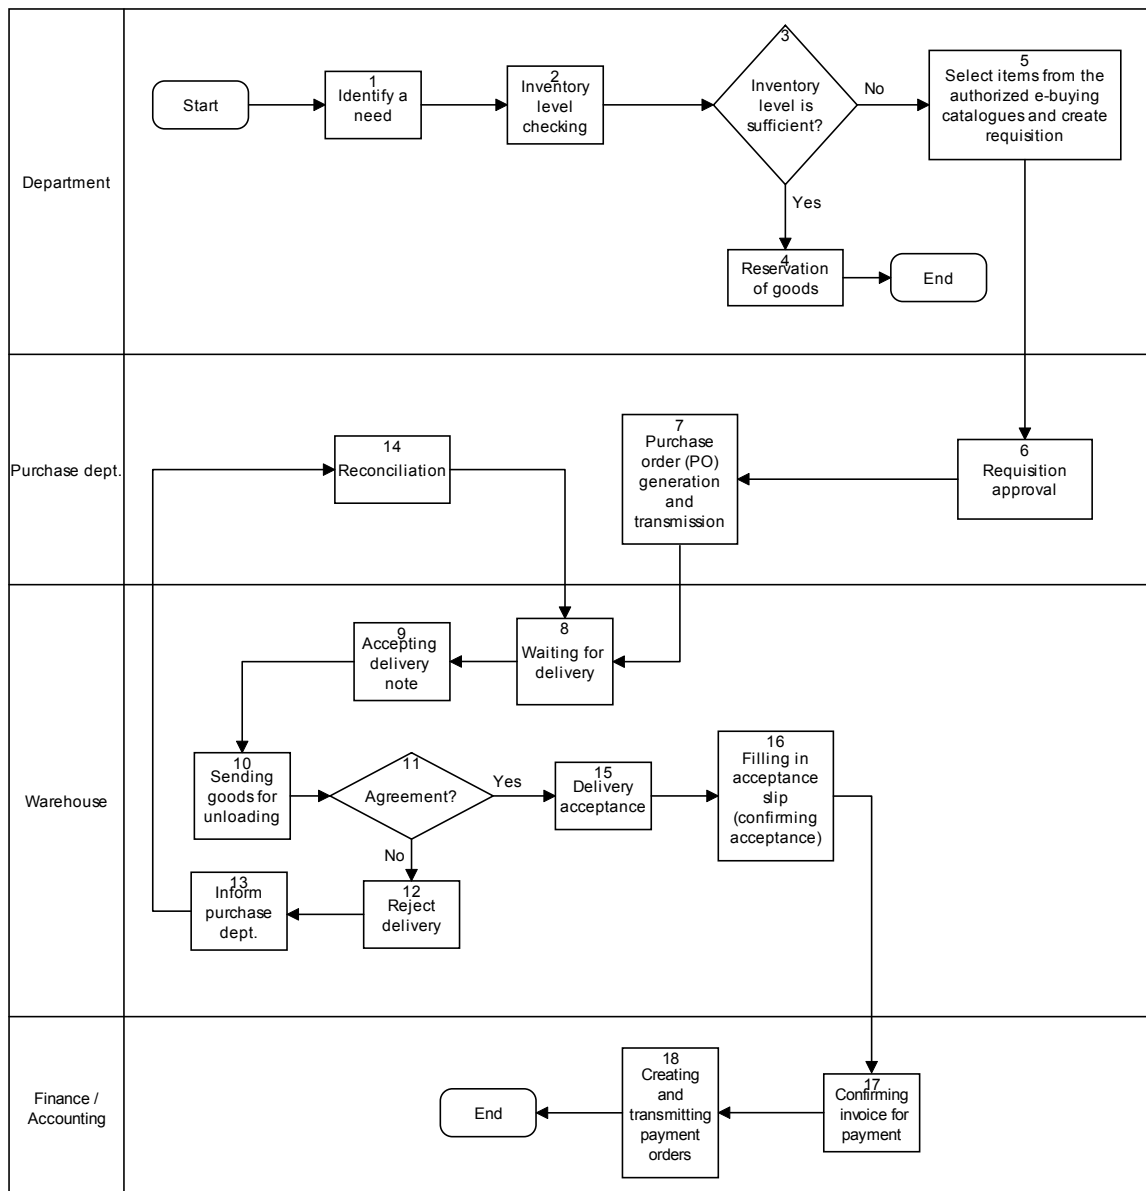 Department
Start
1
Identify a
need
2
Inventory
level
checking
3
Inventory
level is
sufficient?
No
Yes
5
Select items from the
authorized e-buying
catalogues and create
requisition
4
Reservation
of goods
End
Purchase dept.
14
Reconciliation
7
Purchase
order (PO)
generation
and
transmission
6
Requisition
approval
Warehouse
9
Accepting
delivery
note
8
Waiting for
delivery
10
Sending
goods for
unloading
11
Agreement?
Yes
No
15
Delivery
acceptance
16
Filling in
acceptance
slip
(confirming
acceptance)
13
Inform
purchase
dept.
12
Reject
delivery
Finance /
Accounting
End
18
Creating
and
transmitting
payment
orders
17
Confirming
invoice for
payment